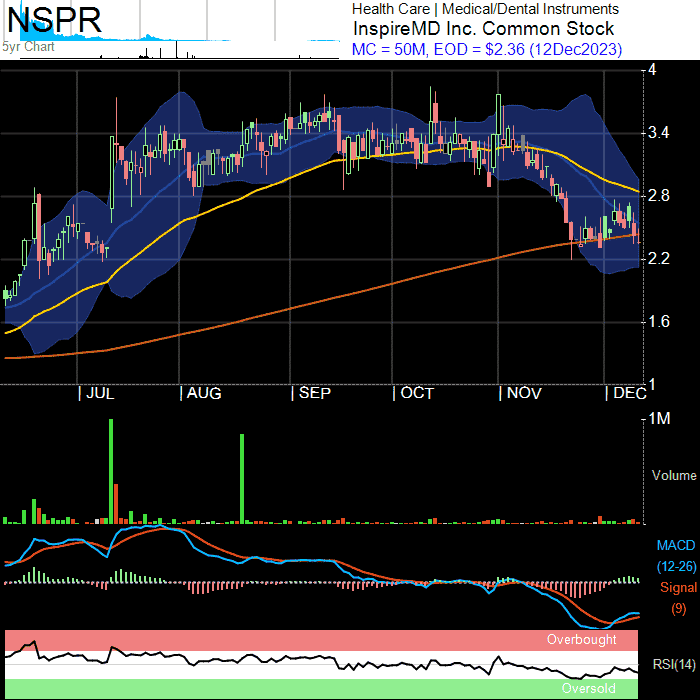 NSPR
5yr Chart
Health Care | Medical/Dental Instruments
InspireMD Inc. Common Stock
MC = 50M, EOD = $2.36 (12Dec2023)
4
3.4
2.8
2.2
1.6
1
| JUL | AUG | SEP | OCT | NOV | DEC
1M
Volume
MACD
(12-26)
Signal
(9)
Overbought
RSI(14)
Oversold